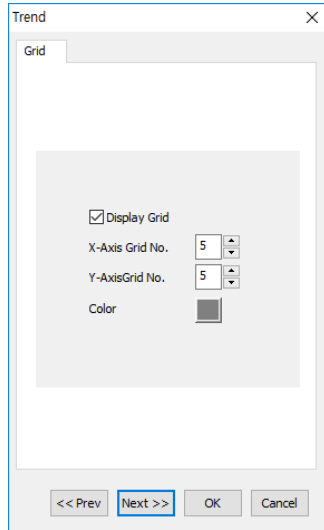 Trend
Grid
Display Grid
X-Axis Grid No. 5
Y-AxisGrid No. 5
Color
<< Prev Next >> OK Cancel